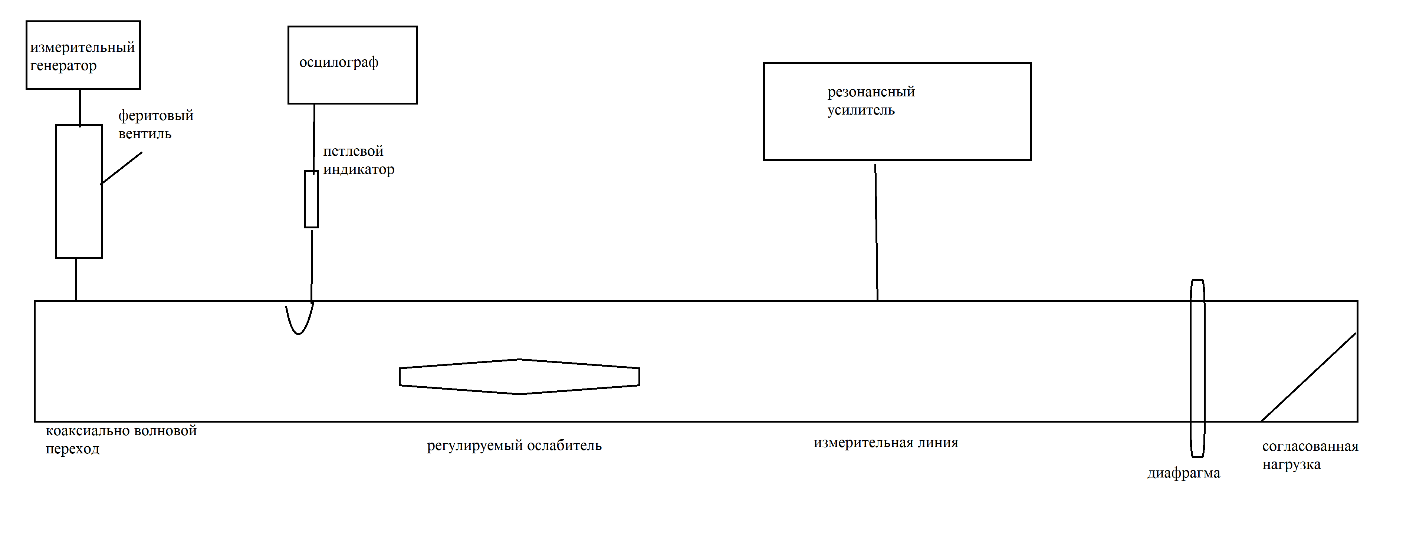 измерительный
генератор
феритовый
вентиль
осцилограф
петлевой
индикатор
резонансный
усилитель
коаксиально волновой
переход
регулируемый ослабитель
измерительная линия
диафрагма
согласованная
нагрузка